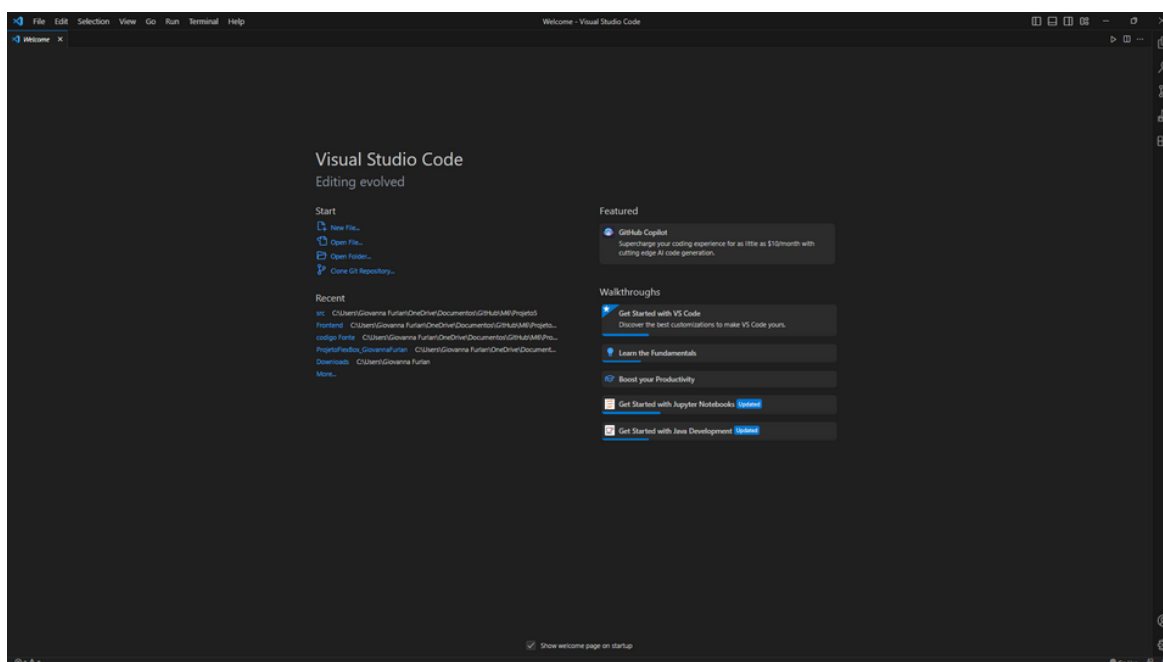 File Edit Selection View Go Run Terminal Help
Welcome - Visual Studio Code
Welcome
Visual Studio Code
Editing evolved
Start
New File...
Open File...
Open Folder...
Clone Git Repository...
Recent
src C:\Users\Giovanna Furlan\OneDrive\Documentos\GitHub\M6\Projeto5
Frontend C:\Users\Giovanna Furlan\OneDrive\Documentos\GitHub\M6\Projeto...
codigo Fonte C:\Users\Giovanna Furlan\OneDrive\Documentos\GitHub\M6\Pro...
ProjetoFlexBox_GiovannaFurlan C:\Users\Giovanna Furlan\OneDrive\Document...
Downloads C:\Users\Giovanna Furlan
More...
Featured
GitHub Copilot
Supercharge your coding experience for as little as $10/month with
cutting edge AI code generation.
Walkthroughs
Get Started with VS Code
Discover the best customizations to make VS Code yours.
Learn the Fundamentals
Boost your Productivity
Get Started with Jupyter Notebooks Updated
Get Started with Java Development Updated
Show welcome page on startup